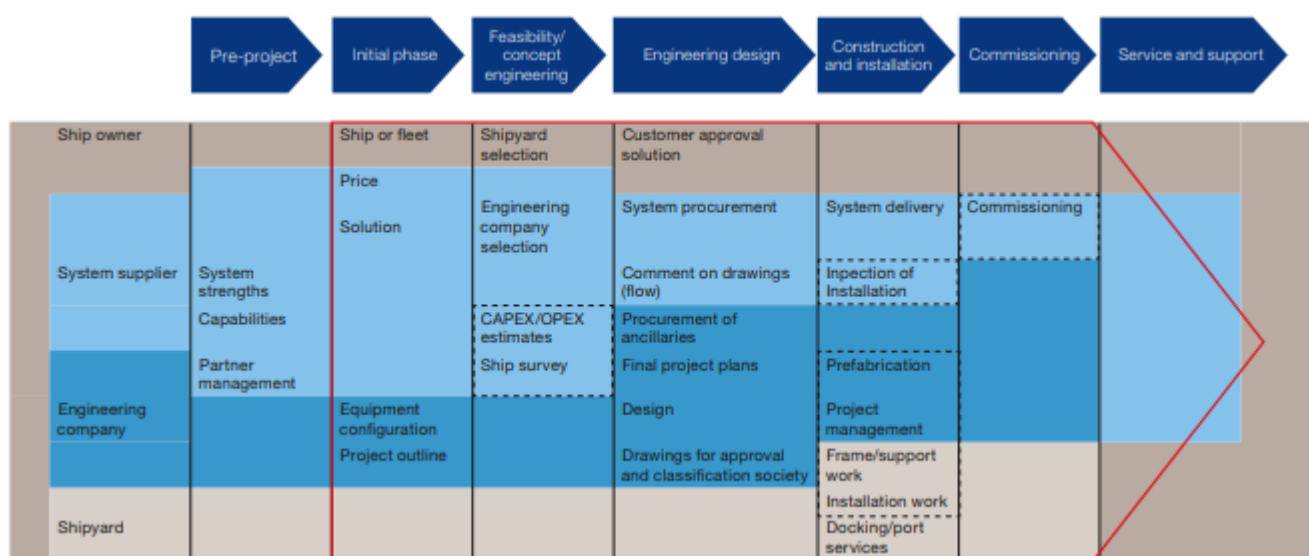 Pre-project
Initial phase
Feasibility/
concept
engineering
Engineering design
Construction
and installation
Commissioning
Service and support
Ship owner
Ship or fleet
Shipyard
selection
Customer approval
solution
Price
Solution
Engineering
company
selection
System procurement
System delivery
Commissioning
System supplier
System
strengths
Comment on drawings
(flow)
Inpection of
Installation
Capabilities
CAPEX/OPEX
estimates
Procurement of
ancillaries
Partner
management
Ship survey
Final project plans
Prefabrication
Engineering
company
Equipment
configuration
Design
Project
management
Project outline
Drawings for approval
and classification society
Frame/support
work
Installation work
Shipyard
Docking/port
services